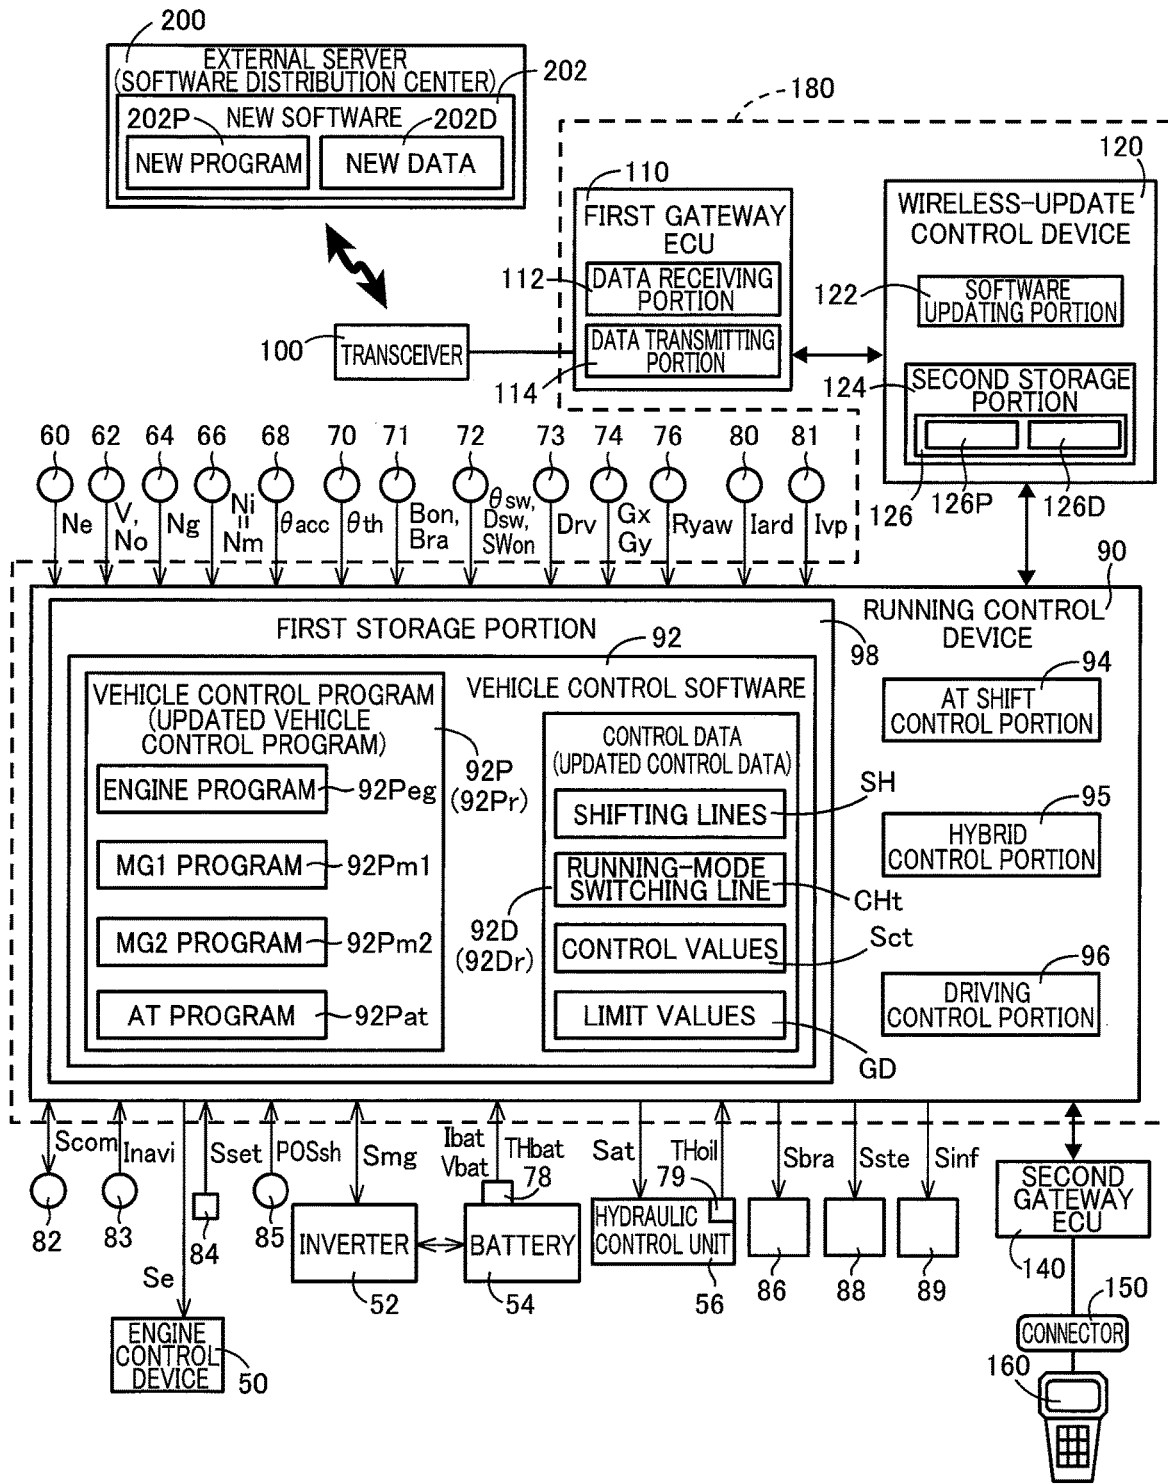 200
EXTERNAL SERVER
(SOFTWARE DISTRIBUTION CENTER)
202
202P
NEW SOFTWARE
202D
NEW PROGRAM
NEW DATA
180
110
FIRST GATEWAY
ECU
112
DATA RECEIVING
PORTION
DATA TRANSMITTING
PORTION
114
100
TRANSCEIVER
120
WIRELESS-UPDATE
CONTROL DEVICE
122
SOFTWARE
UPDATING PORTION
124
SECOND STORAGE
PORTION
126
126P
126D
60
62
64
66
68
70
71
72
73
74
76
80
81
Ne
V,
No
Ng
Ni
=
Nm
θacc
θth
Bon,
Bra
θsw,
Dsw,
SWon
Drv
Gx
Gy
Ryaw
Iard
Ivp
90
RUNNING CONTROL
DEVICE
FIRST STORAGE PORTION
98
92
VEHICLE CONTROL SOFTWARE
VEHICLE CONTROL PROGRAM
(UPDATED VEHICLE
CONTROL PROGRAM)
92P
(92Pr)
ENGINE PROGRAM
92Peg
MG1 PROGRAM
92Pm1
MG2 PROGRAM
92Pm2
AT PROGRAM
92Pat
CONTROL DATA
(UPDATED CONTROL DATA)
SHIFTING LINES
SH
RUNNING-MODE
SWITCHING LINE
CHt
92D
(92Dr)
CONTROL VALUES
Sct
LIMIT VALUES
GD
94
AT SHIFT
CONTROL PORTION
95
HYBRID
CONTROL PORTION
96
DRIVING
CONTROL PORTION
Scom
Inavi
Sset
POSsh
Smg
Ibat
Vbat
THbat
78
Sat
THoil
79
Sbra
Sste
Sinf
82
83
84
85
Se
ENGINE
CONTROL
DEVICE
50
INVERTER
52
BATTERY
54
HYDRAULIC
CONTROL UNIT
56
86
88
89
SECOND
GATEWAY
ECU
140
150
CONNECTOR
160